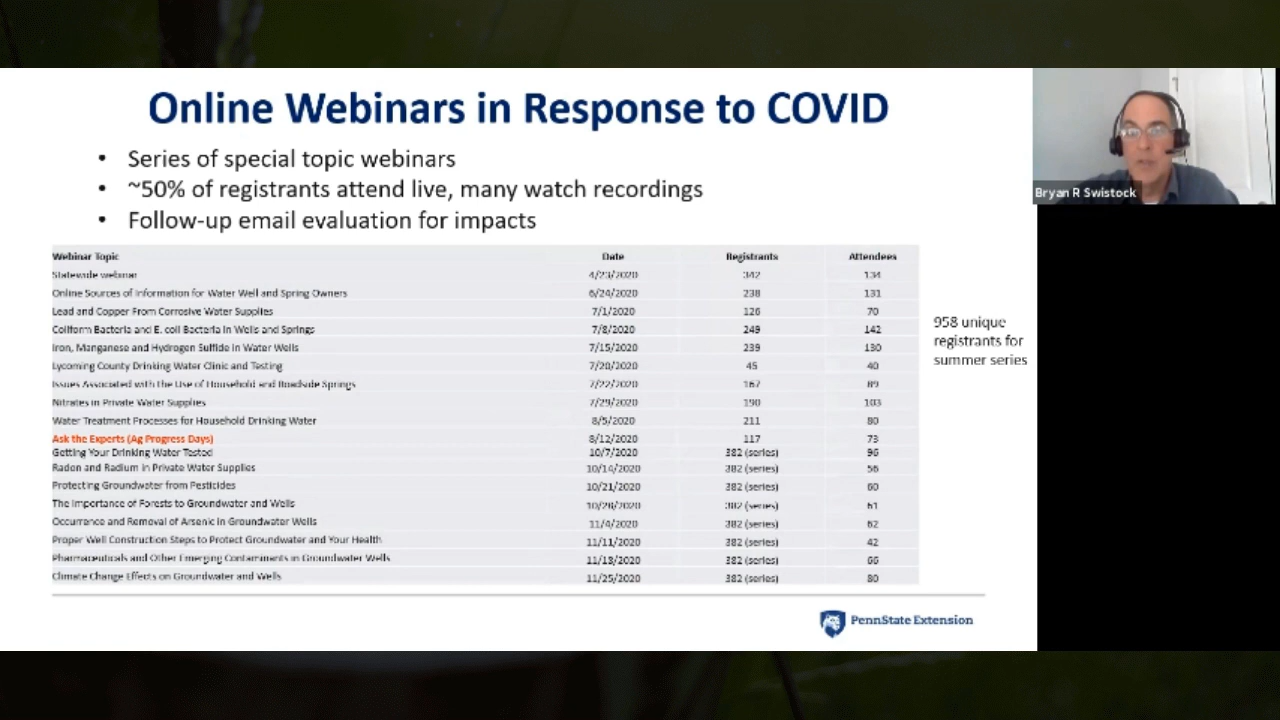 Online Webinars in Response to COVID
• Series of special topic webinars
• ~50% of registrants attend live, many watch recordings
• Follow-up email evaluation for impacts
Bryan R Swistock
Webinar Topic Date Registrants Attendees
Statewide webinar 4/23/2020 342 134
Online Sources of Information for Water Well and Spring Owners 6/24/2020 238 131
Lead and Copper From Corrosive Water Supplies 7/1/2020 126 70
Coliform Bacteria and E. coli Bacteria in Wells and Springs 7/8/2020 249 142
Iron, Manganese and Hydrogen Sulfide in Water Wells 7/15/2020 239 130
Lycoming County Drinking Water Clinic and Testing 7/20/2020 45 40
Issues Associated with the Use of Household and Roadside Springs 7/22/2020 167 89
Nitrates in Private Water Supplies 7/29/2020 190 103
Water Treatment Processes for Household Drinking Water 8/5/2020 211 80
Ask the Experts (Ag Progress Days) 8/12/2020 117 73
Getting Your Drinking Water Tested 10/7/2020 382 (series) 96
Radon and Radium in Private Water Supplies 10/14/2020 382 (series) 56
Protecting Groundwater from Pesticides 10/21/2020 382 (series) 60
The Importance of Forests to Groundwater and Wells 10/28/2020 382 (series) 61
Occurrence and Removal of Arsenic in Groundwater Wells 11/4/2020 382 (series) 62
Proper Well Construction Steps to Protect Groundwater and Your Health 11/11/2020 382 (series) 42
Pharmaceuticals and Other Emerging Contaminants in Groundwater Wells 11/18/2020 382 (series) 66
Climate Change Effects on Groundwater and Wells 11/25/2020 382 (series) 80
958 unique
registrants for
summer series
PennState Extension